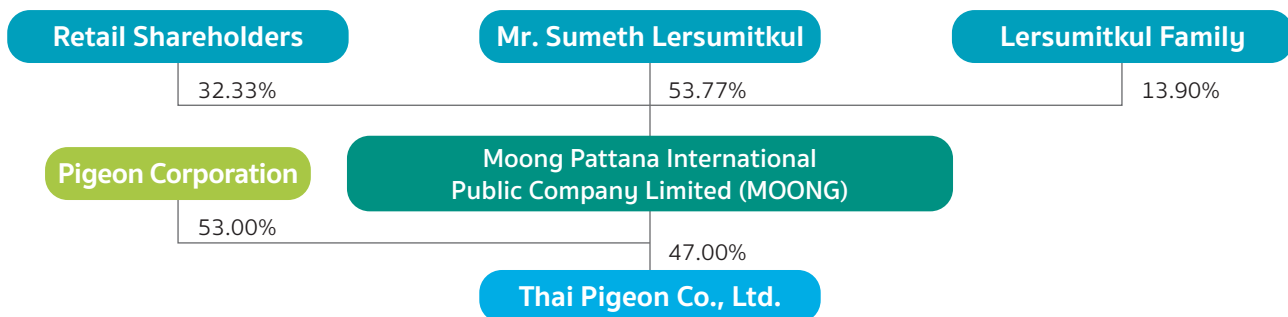 Retail Shareholders
Mr. Sumeth Lersumitkul
Lersumitkul Family
32.33%
53.77%
13.90%
Pigeon Corporation
Moong Pattana International
Public Company Limited (MOONG)
53.00%
47.00%
Thai Pigeon Co., Ltd.